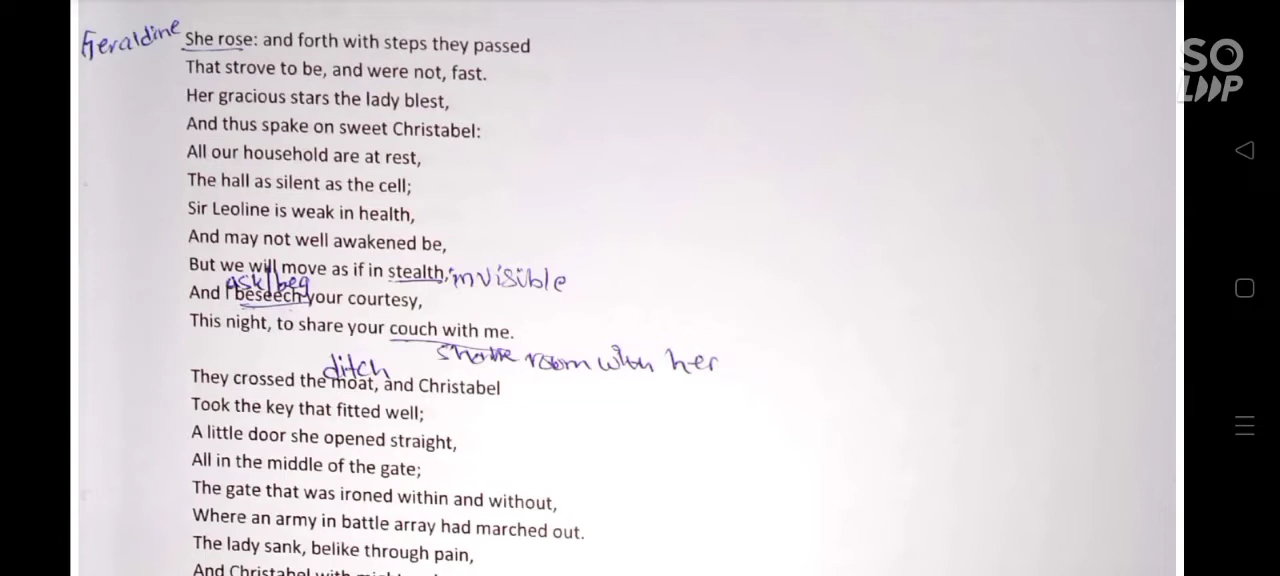 Geraldine
She rose: and forth with steps they passed
That strove to be, and were not, fast.
Her gracious stars the lady blest,
And thus spake on sweet Christabel:
All our household are at rest,
The hall as silent as the cell;
Sir Leoline is weak in health,
And may not well awakened be,
But we will move as if in stealth, invisible
ask/beg
And I beseech your courtesy,
This night, to share your couch with me.
share room with her
ditch
They crossed the moat, and Christabel
Took the key that fitted well;
A little door she opened straight,
All in the middle of the gate;
The gate that was ironed within and without,
Where an army in battle array had marched out.
The lady sank, belike through pain,
And Christabel with
SOLOOP